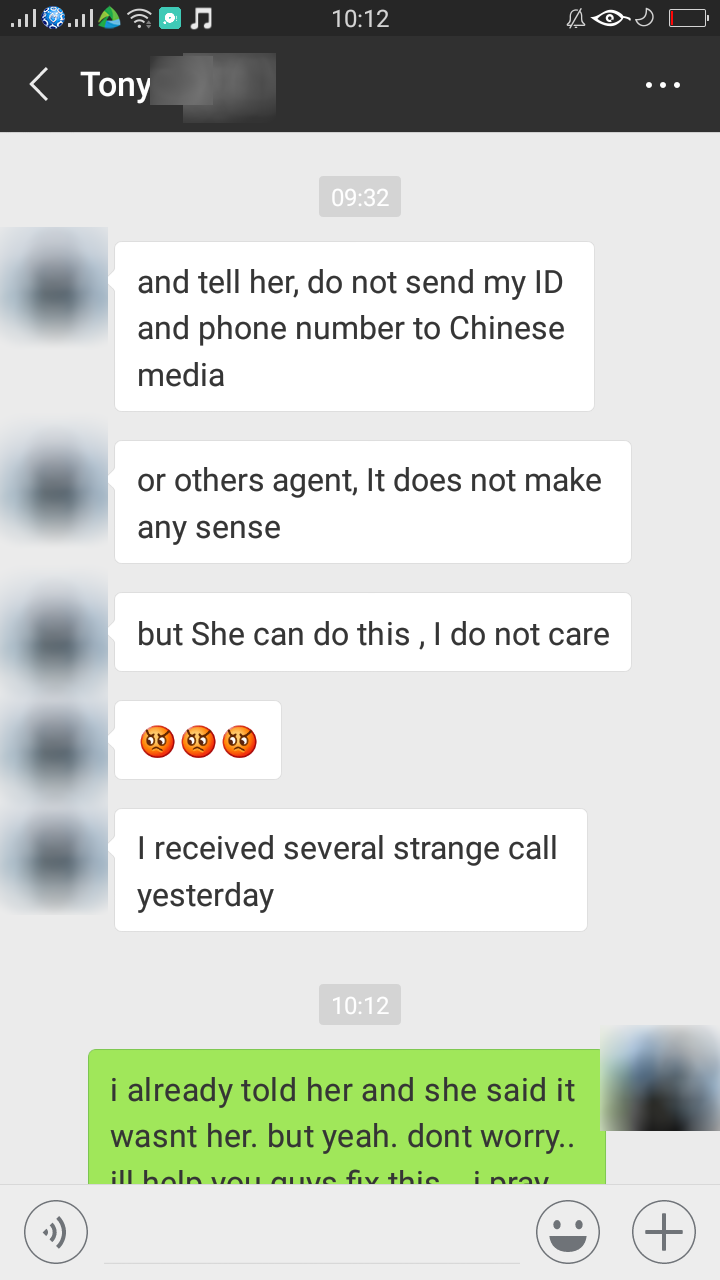 10:12
Tony
09:32
and tell her, do not send my ID
and phone number to Chinese
media
or others agent, It does not make
any sense
but She can do this , I do not care
I received several strange call
yesterday
10:12
i already told her and she said it
wasnt her. but yeah. dont worry..
ill help you guys fix this... i pray